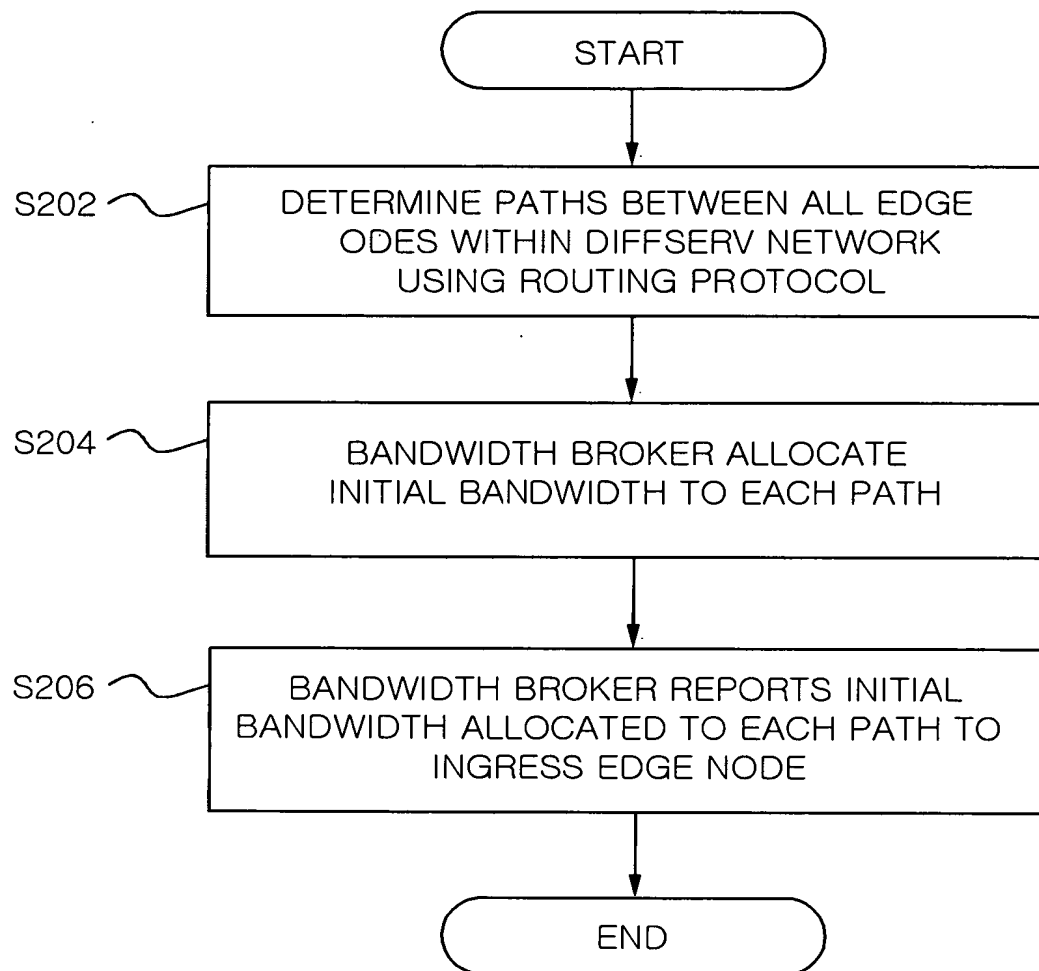 START
S202
DETERMINE PATHS BETWEEN ALL EDGE
ODES WITHIN DIFFSERV NETWORK
USING ROUTING PROTOCOL
S204
BANDWIDTH BROKER ALLOCATE
INITIAL BANDWIDTH TO EACH PATH
S206
BANDWIDTH BROKER REPORTS INITIAL
BANDWIDTH ALLOCATED TO EACH PATH TO
INGRESS EDGE NODE
END